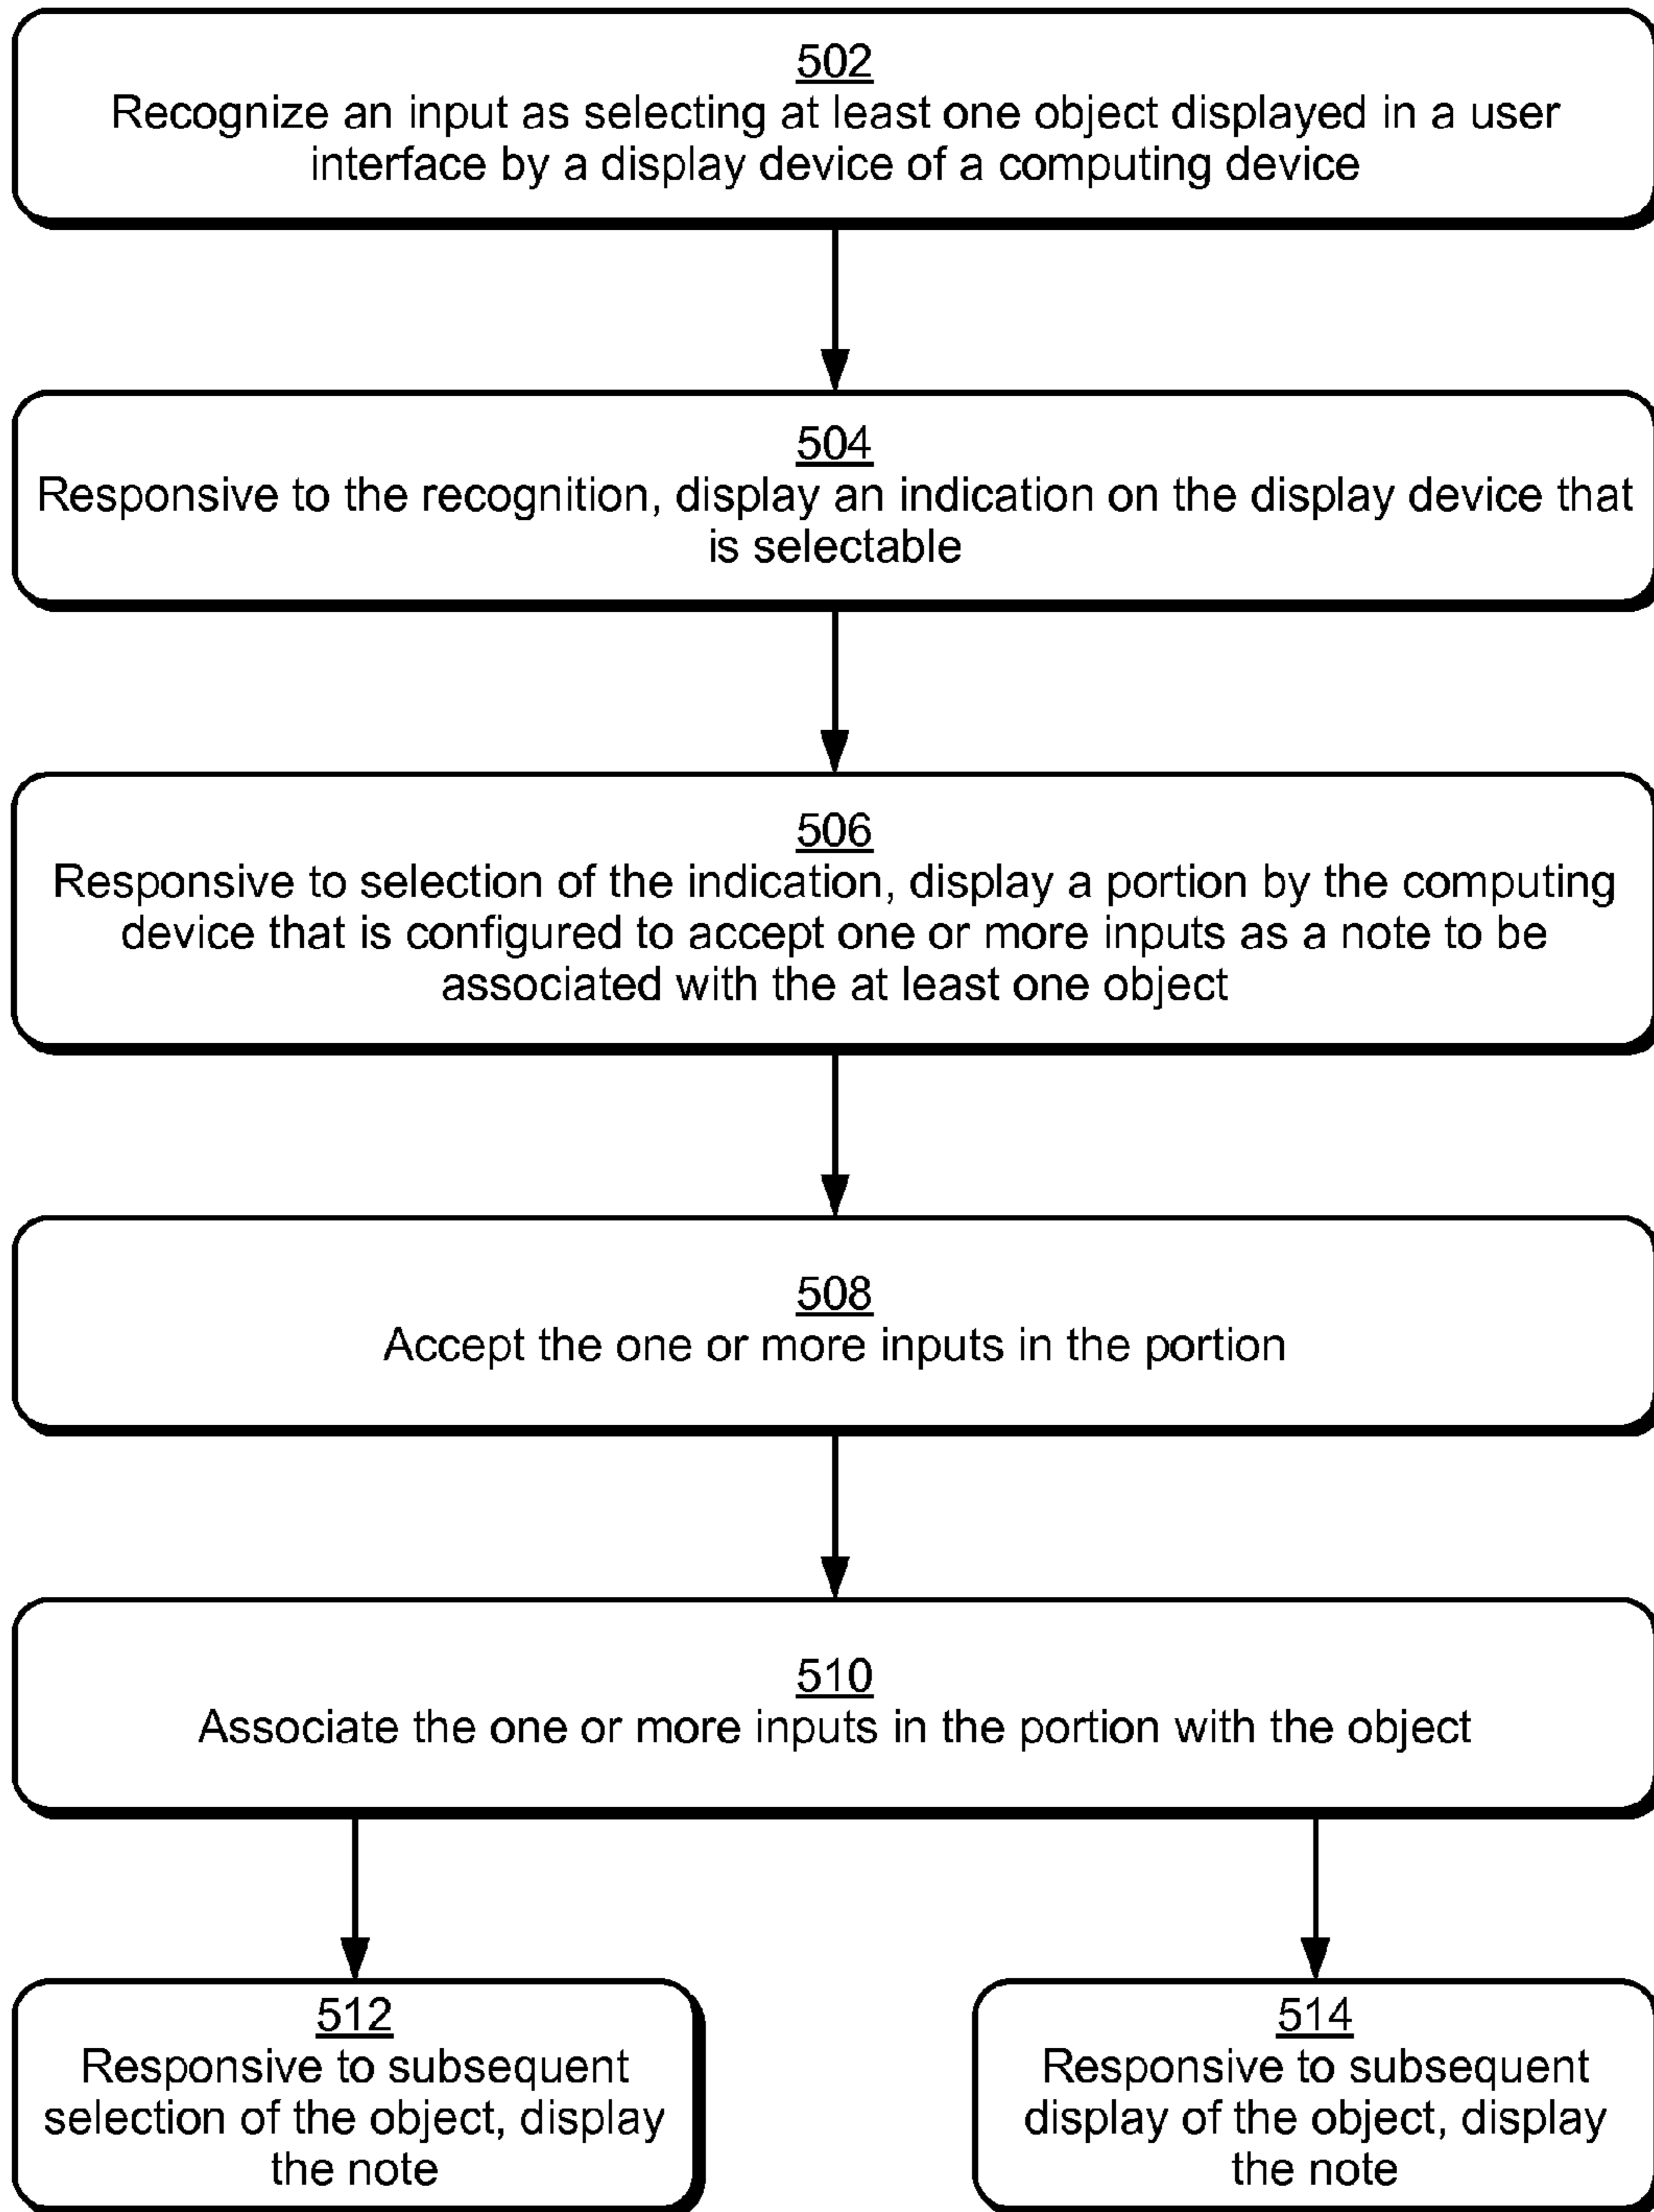 502
Recognize an input as selecting at least one object displayed in a user
interface by a display device of a computing device
504
Responsive to the recognition, display an indication on the display device that
is selectable
506
Responsive to selection of the indication, display a portion by the computing
device that is configured to accept one or more inputs as a note to be
associated with the at least one object
508
Accept the one or more inputs in the portion
510
Associate the one or more inputs in the portion with the object
512
Responsive to subsequent
selection of the object, display
the note
514
Responsive to subsequent
display of the object, display
the note